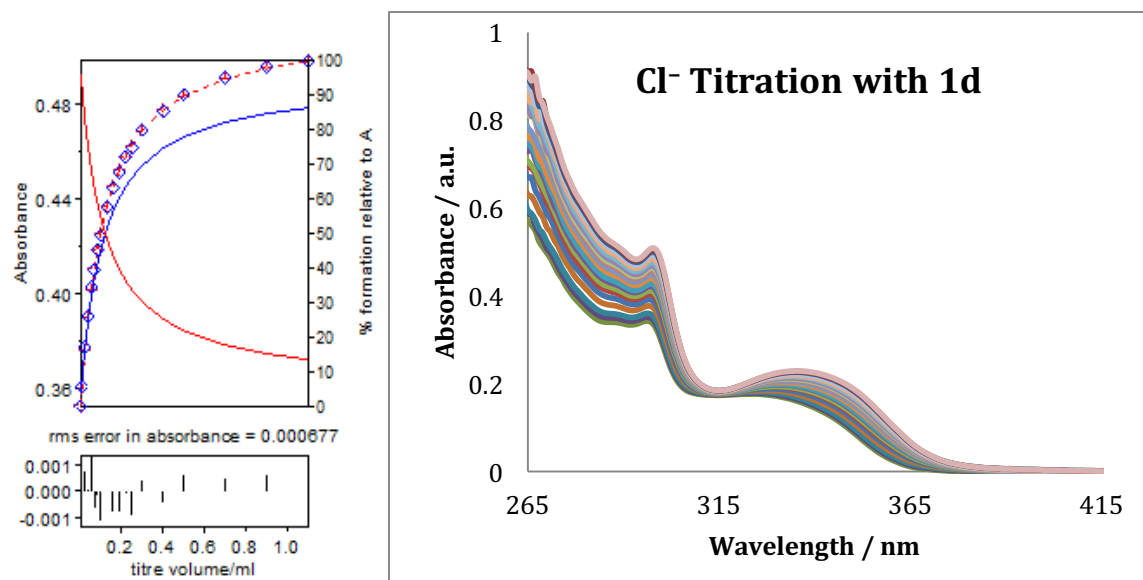 100
90
80
70
60
50
40
30
20
10
0
0.48
0.44
0.40
0.36
Absorbance
% formation relative to A
rms error in absorbance = 0.000677
0.001
0.000
-0.001
0.2 0.4 0.6 0.8 1.0
titre volume/ml
Cl⁻ Titration with 1d
1
0.8
0.6
0.4
0.2
0
Absorbance / a.u.
265 315 365 415
Wavelength / nm